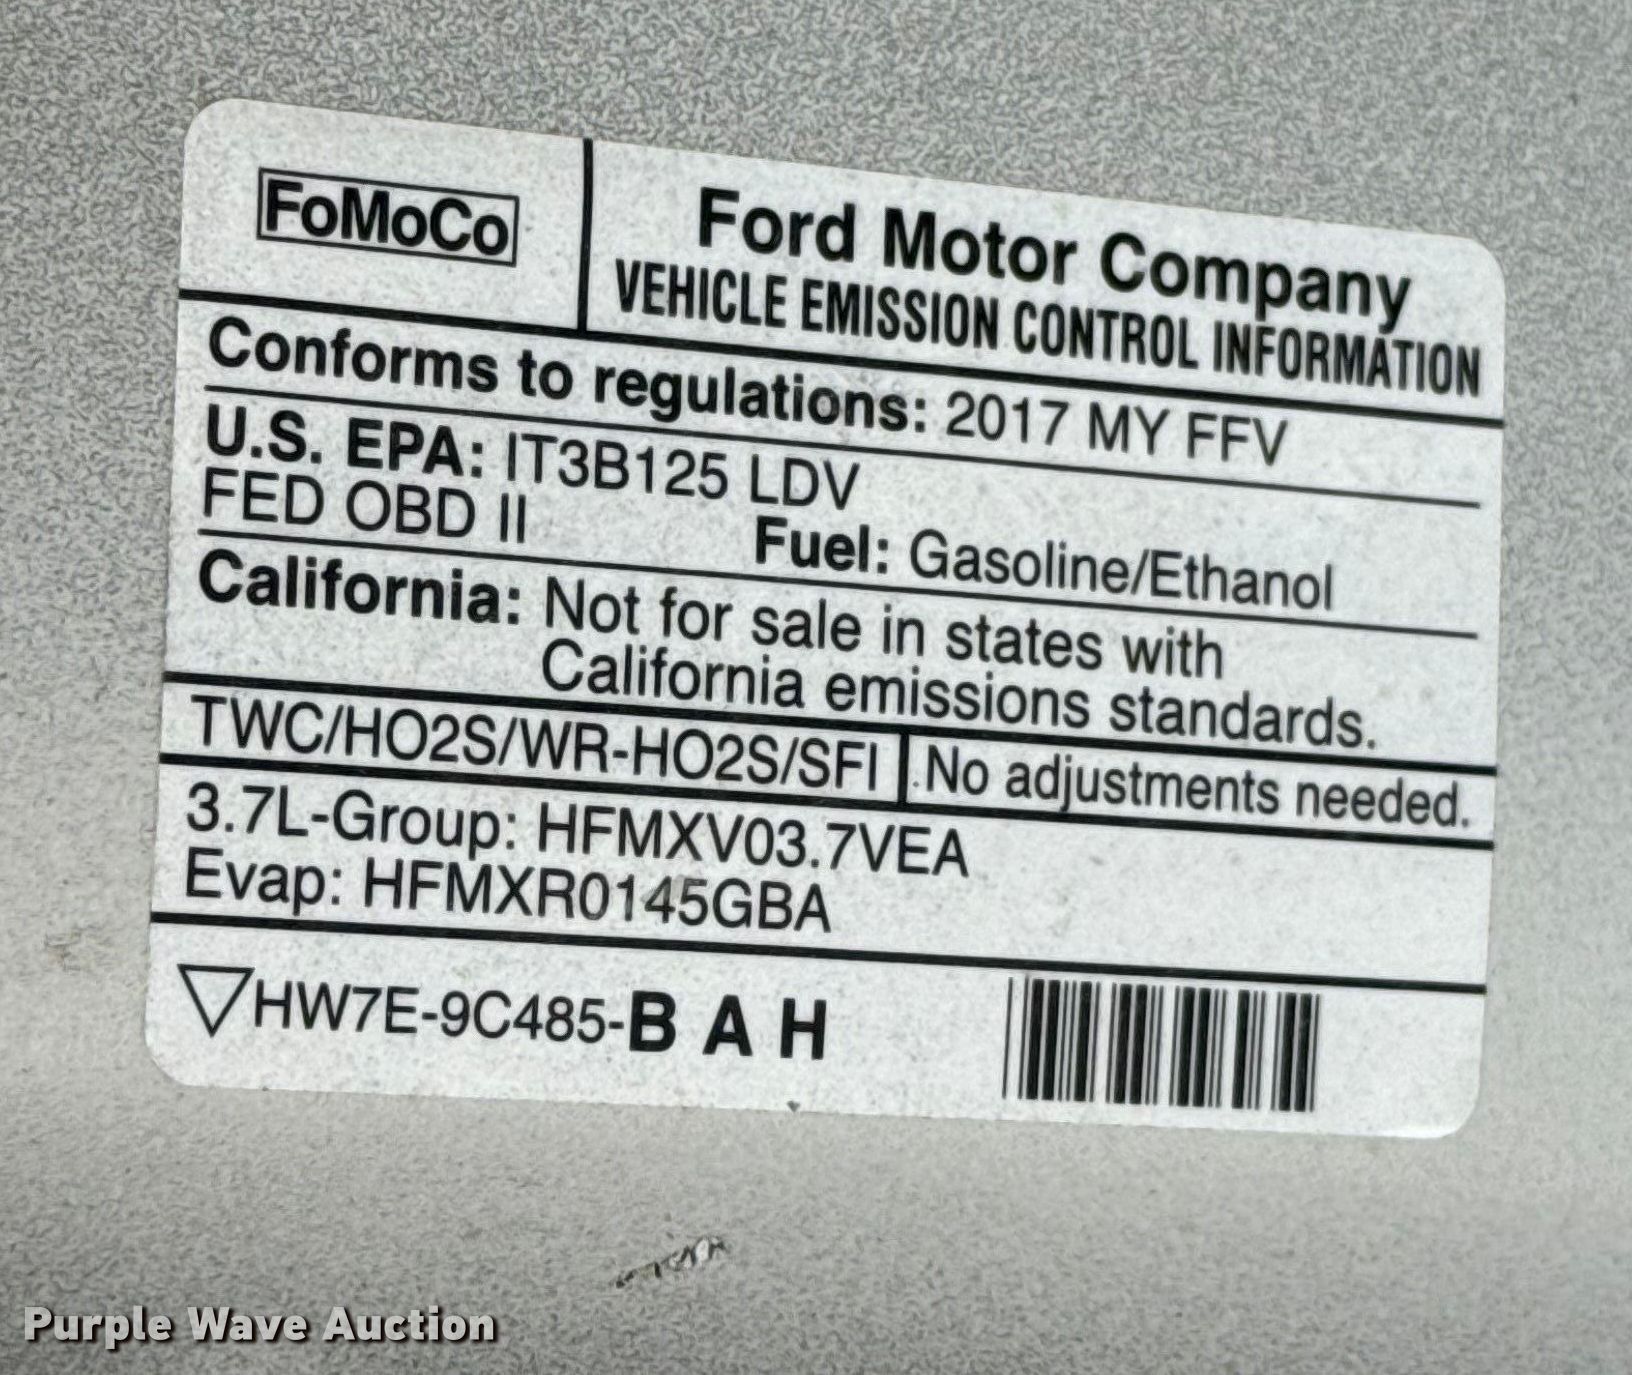 FoMoCo
Ford Motor Company
VEHICLE EMISSION CONTROL INFORMATION
Conforms to regulations: 2017 MY FFV
U.S. EPA: IT3B125 LDV
FED OBD II Fuel: Gasoline/Ethanol
California: Not for sale in states with
California emissions standards.
TWC/HO2S/WR-HO2S/SFI No adjustments needed.
3.7L-Group: HFMXV03.7VEA
Evap: HFMXR0145GBA
▽HW7E-9C485-B A H
Purple Wave Auction